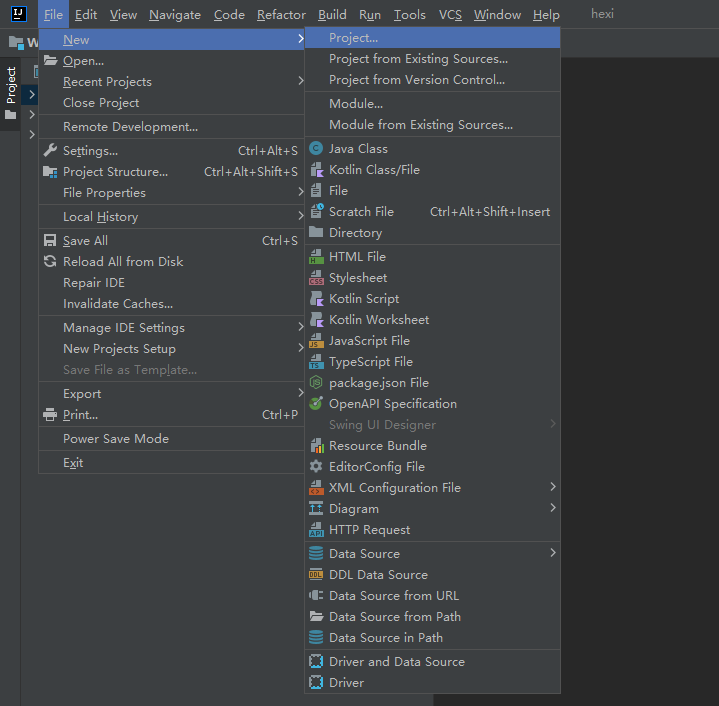 IJ File Edit View Navigate Code Refactor Build Run Tools VCS Window Help hexi
W
Project
New
Open...
Recent Projects
Close Project
Remote Development...
Settings... Ctrl+Alt+S
Project Structure... Ctrl+Alt+Shift+S
File Properties
Local History
Save All Ctrl+S
Reload All from Disk
Repair IDE
Invalidate Caches...
Manage IDE Settings
New Projects Setup
Save File as Template...
Export
Print... Ctrl+P
Power Save Mode
Exit
Project...
Project from Existing Sources...
Project from Version Control...
Module...
Module from Existing Sources...
C Java Class
Kotlin Class/File
File
Scratch File Ctrl+Alt+Shift+Insert
Directory
H HTML File
CSS Stylesheet
Kotlin Script
Kotlin Worksheet
JS JavaScript File
TS TypeScript File
JS package.json File
OpenAPI Specification
Swing UI Designer
Resource Bundle
EditorConfig File
<> XML Configuration File
Diagram
API HTTP Request
Data Source
DDL DDL Data Source
Data Source from URL
Data Source from Path
Data Source in Path
Driver and Data Source
Driver